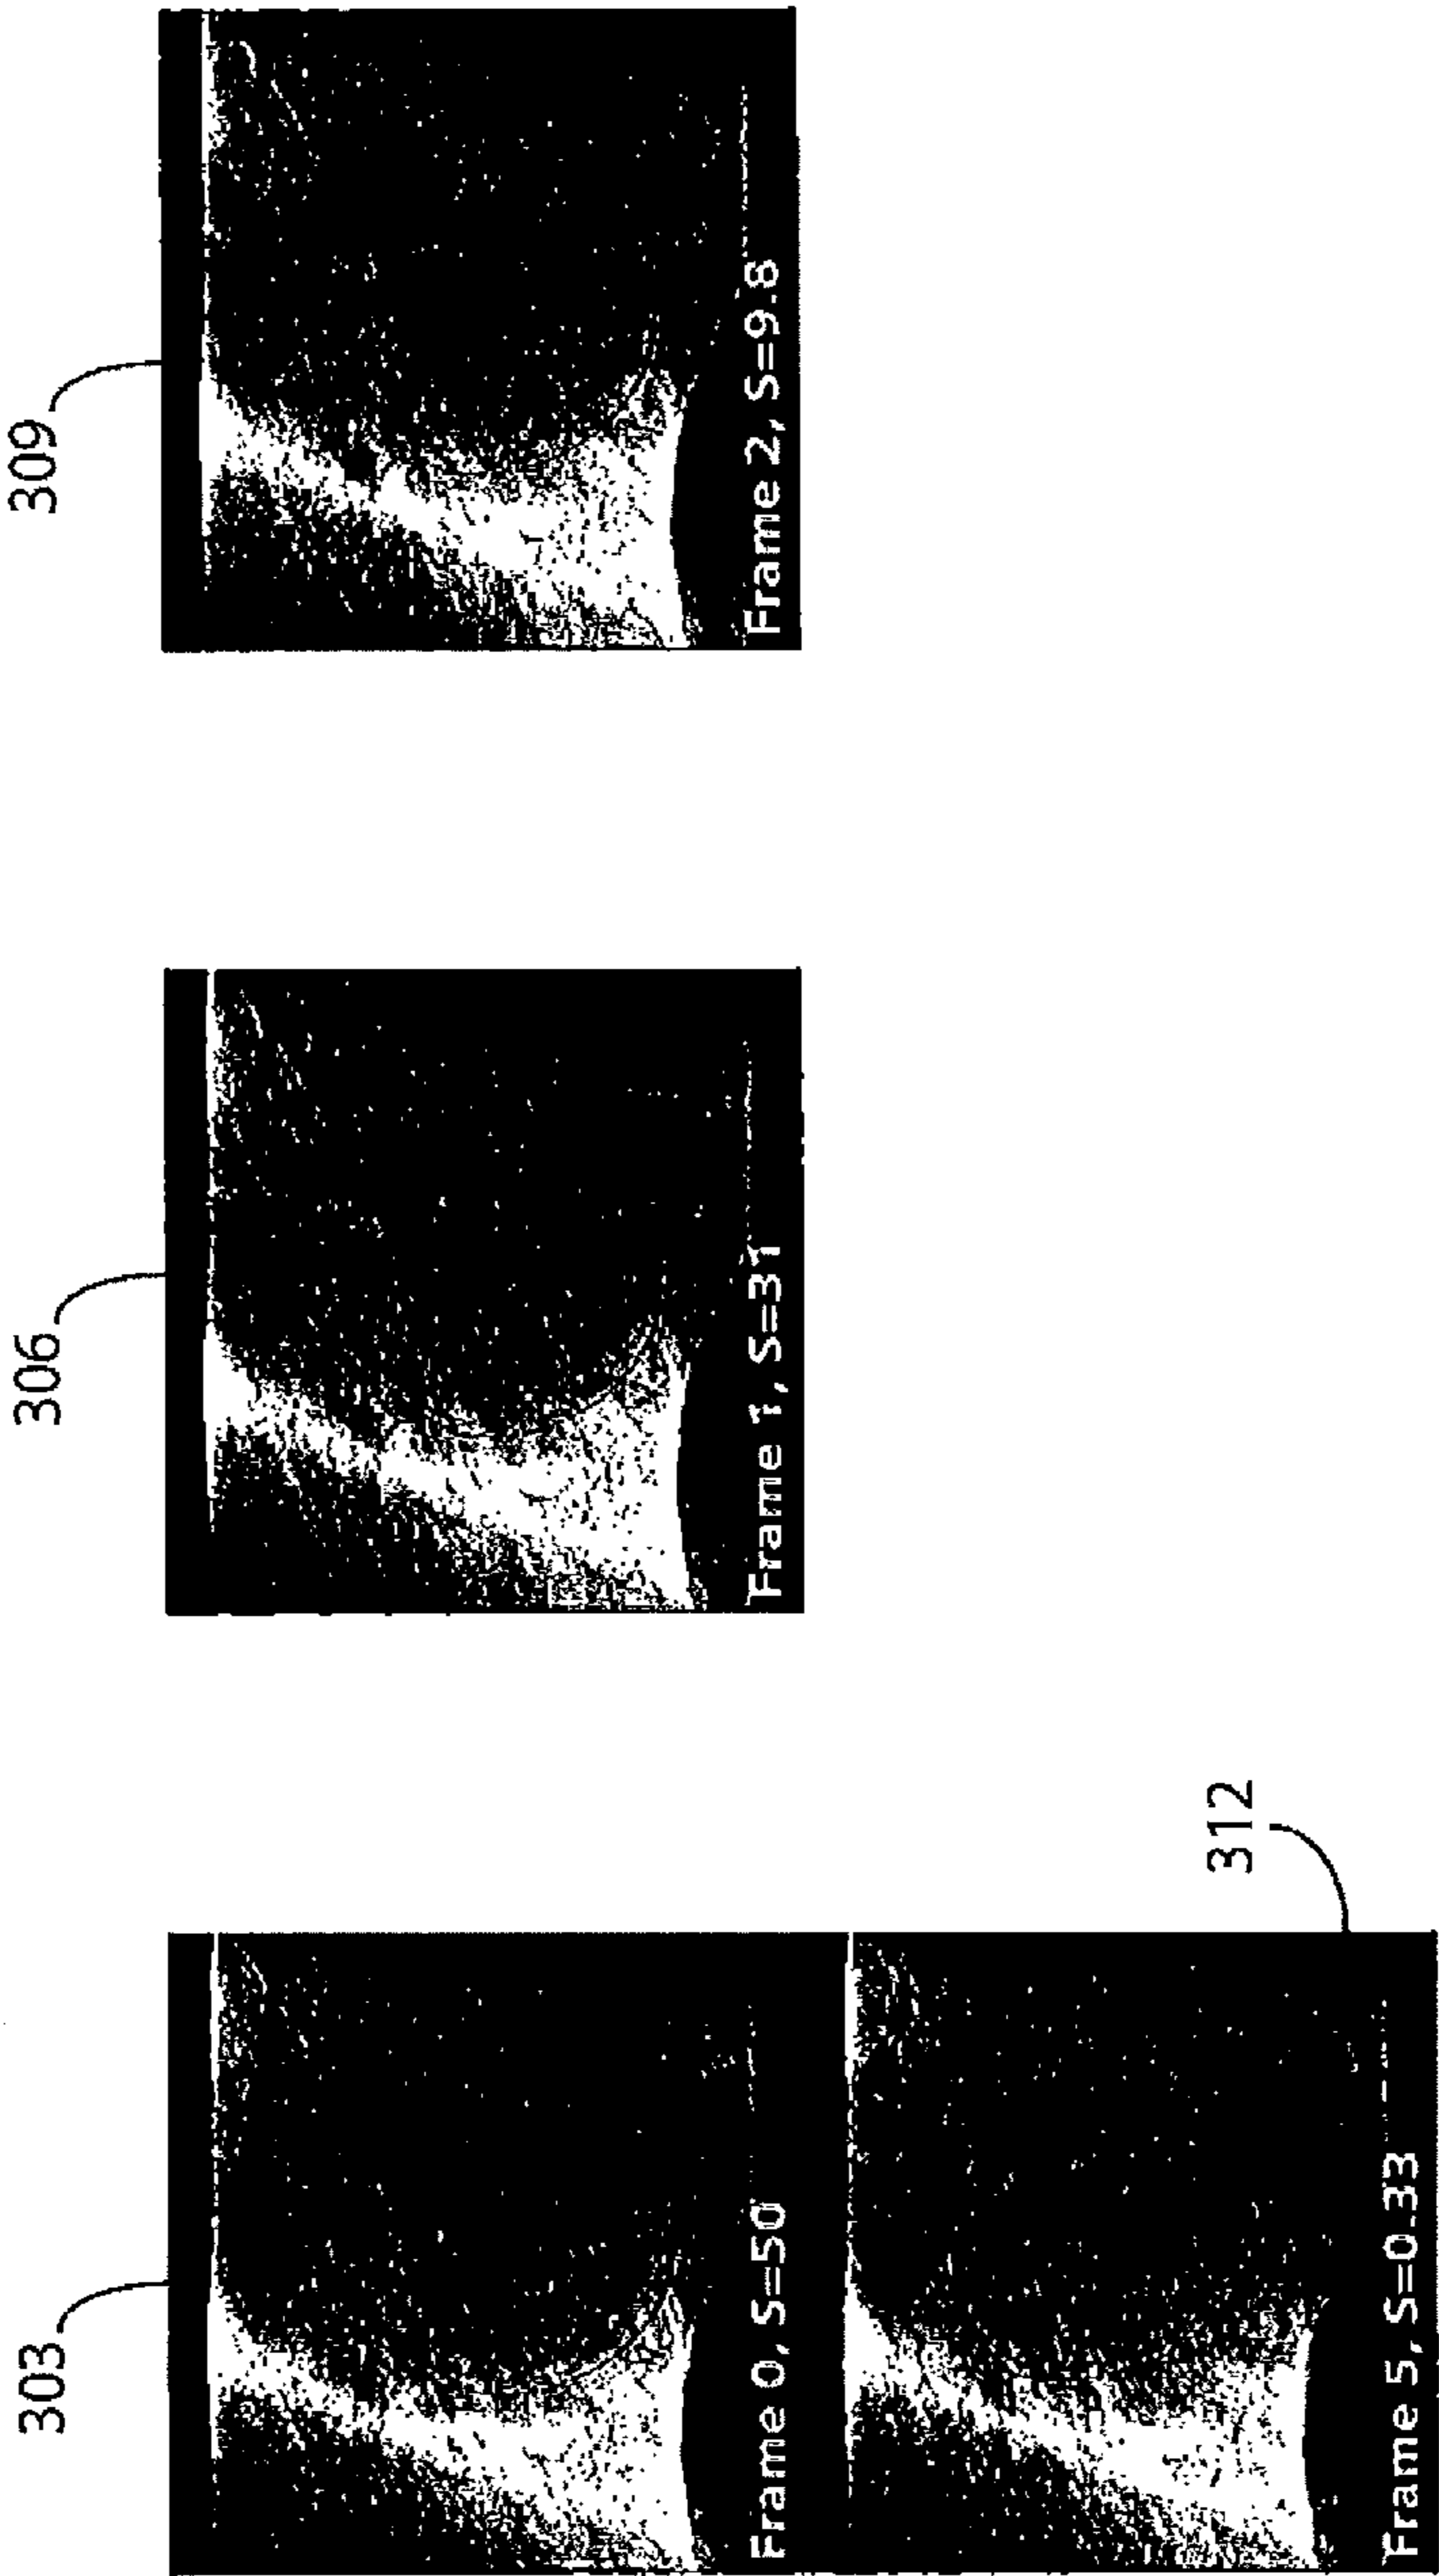 303
306
309
Frame 0, S=50
Frame 1, S=31
Frame 2, S=9.8
312
Frame 5, S=0.33